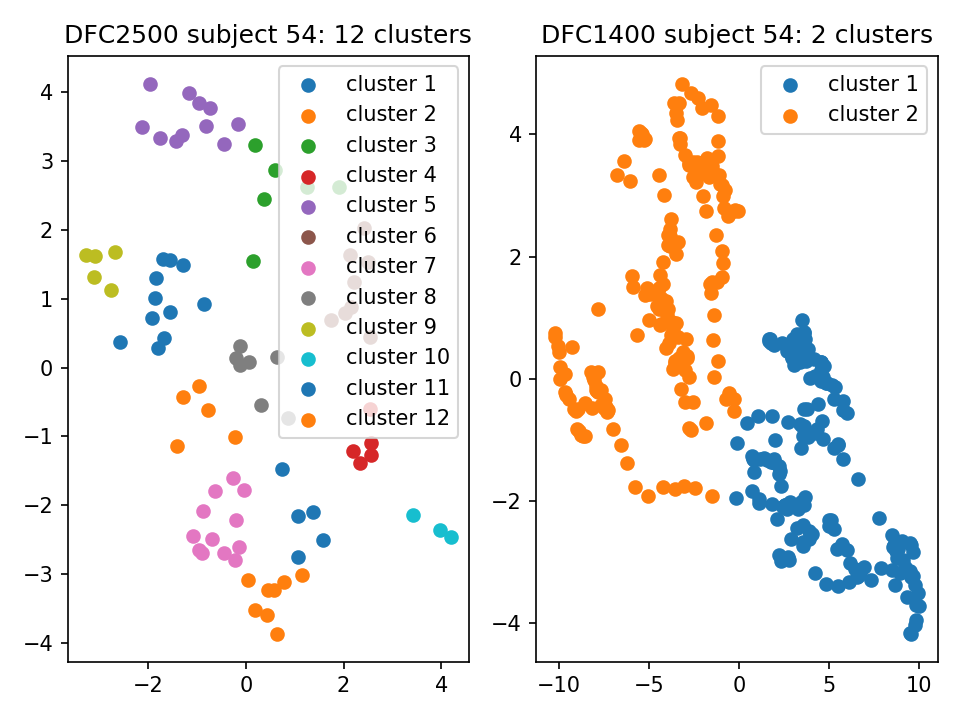 DFC2500 subject 54: 12 clusters
cluster 1
cluster 2
cluster 3
cluster 4
cluster 5
cluster 6
cluster 7
cluster 8
cluster 9
cluster 10
cluster 11
cluster 12
4
3
2
1
0
−1
−2
−3
−4
−2
0
2
4
DFC1400 subject 54: 2 clusters
cluster 1
cluster 2
4
2
0
−2
−4
−10
−5
0
5
10